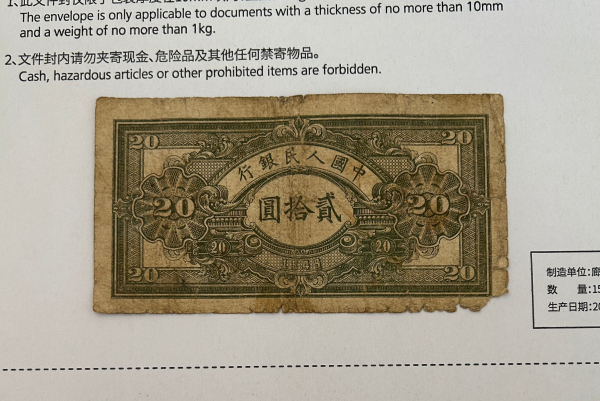 The envelope is only applicable to documents with a thickness of no more than 10mm
and a weight of no more than 1kg.
2、文件封内请勿夹寄现金、危险品及其他任何禁寄物品。
Cash, hazardous articles or other prohibited items are forbidden.
20 20
行銀民人國中
20 圓拾貳 20
20 20
20 20
制造单位:廊
数 量:15
生产日期:20